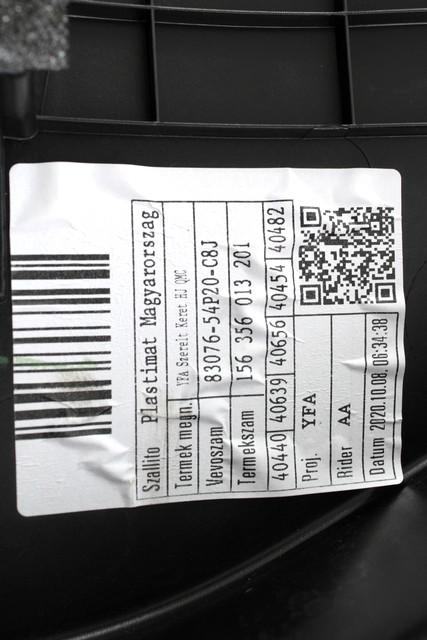 Szallito Plastimat Magyarorszag
Termek megn. YFA Szerelt Keret HJ QMC
Vevoszam 83076-54P20-C8J
Termekszam 156 356 013 201
40440 40639 40656 40454 40482
Proj. YFA
Rider AA
Datum 2020.10.08. 06:34:38